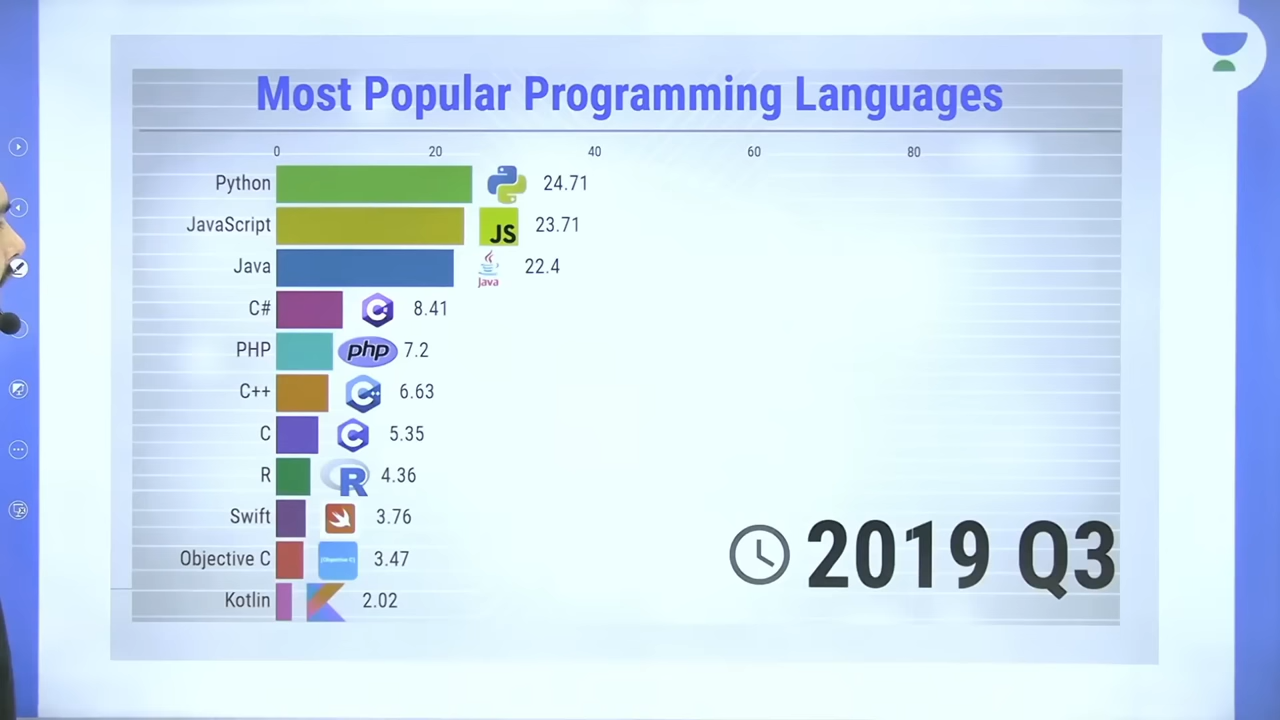 Most Popular Programming Languages
0 20 40 60 80
Python 24.71
JavaScript JS 23.71
Java Java 22.4
C# C 8.41
PHP php 7.2
C++ C++ 6.63
C C 5.35
R R 4.36
Swift 3.76
Objective C [Objective C] 3.47
Kotlin 2.02
2019 Q3